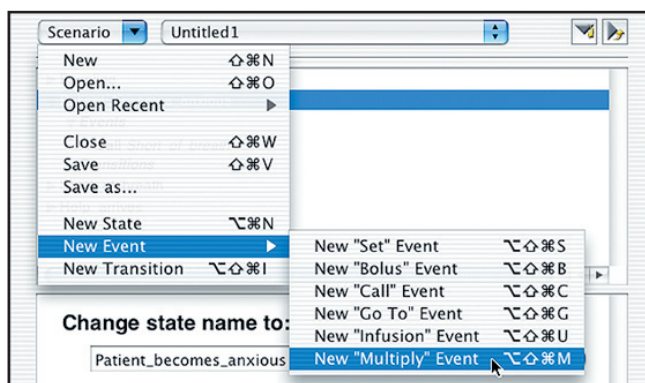 Scenario Untitled1
New ⇧⌘N
Open... ⇧⌘O
Open Recent
Events
Close ⇧⌘W
Save ⇧⌘V
Save as...
New State ⌥⌘N
New Event
New Transition ⌥⇧⌘I
New "Set" Event ⌥⇧⌘S
New "Bolus" Event ⌥⇧⌘B
New "Call" Event ⌥⇧⌘C
New "Go To" Event ⌥⇧⌘G
New "Infusion" Event ⌥⇧⌘U
New "Multiply" Event ⌥⇧⌘M
Change state name to:
Patient_becomes_anxious